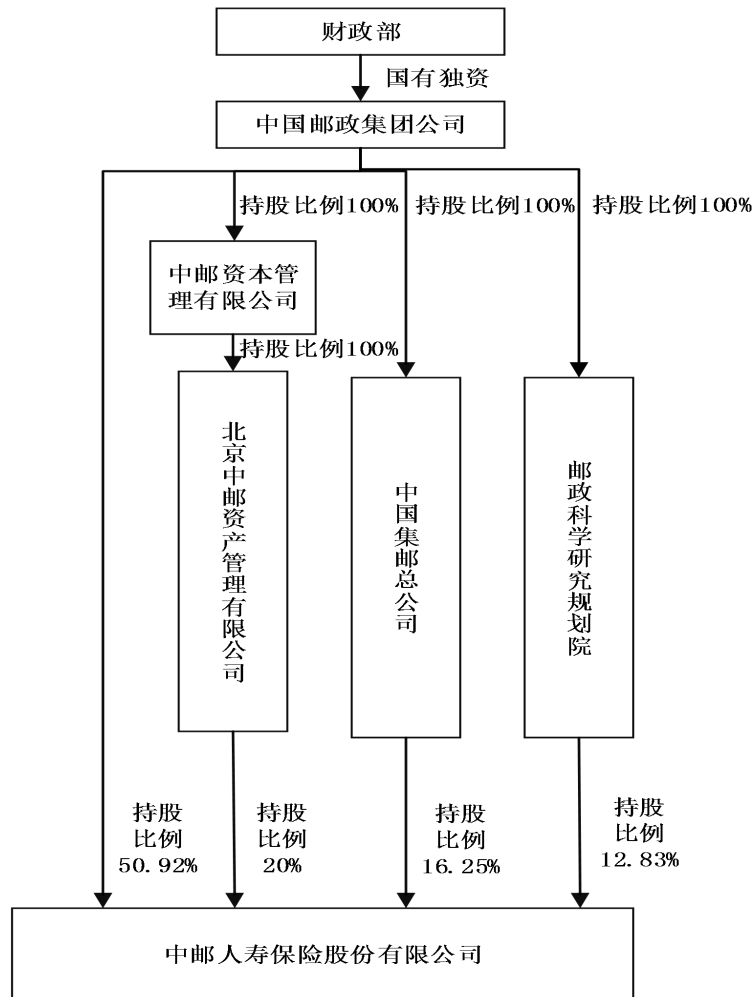 财政部
国有独资
中国邮政集团公司
持股比例100%
持股比例100%
持股比例100%
中邮资本管
理有限公司
持股比例100%
北京中邮资产管理有限公司
中国集邮总公司
邮政科学研究规划院
持股
比例
50.92%
持股
比例
20%
持股
比例
16.25%
持股
比例
12.83%
中邮人寿保险股份有限公司